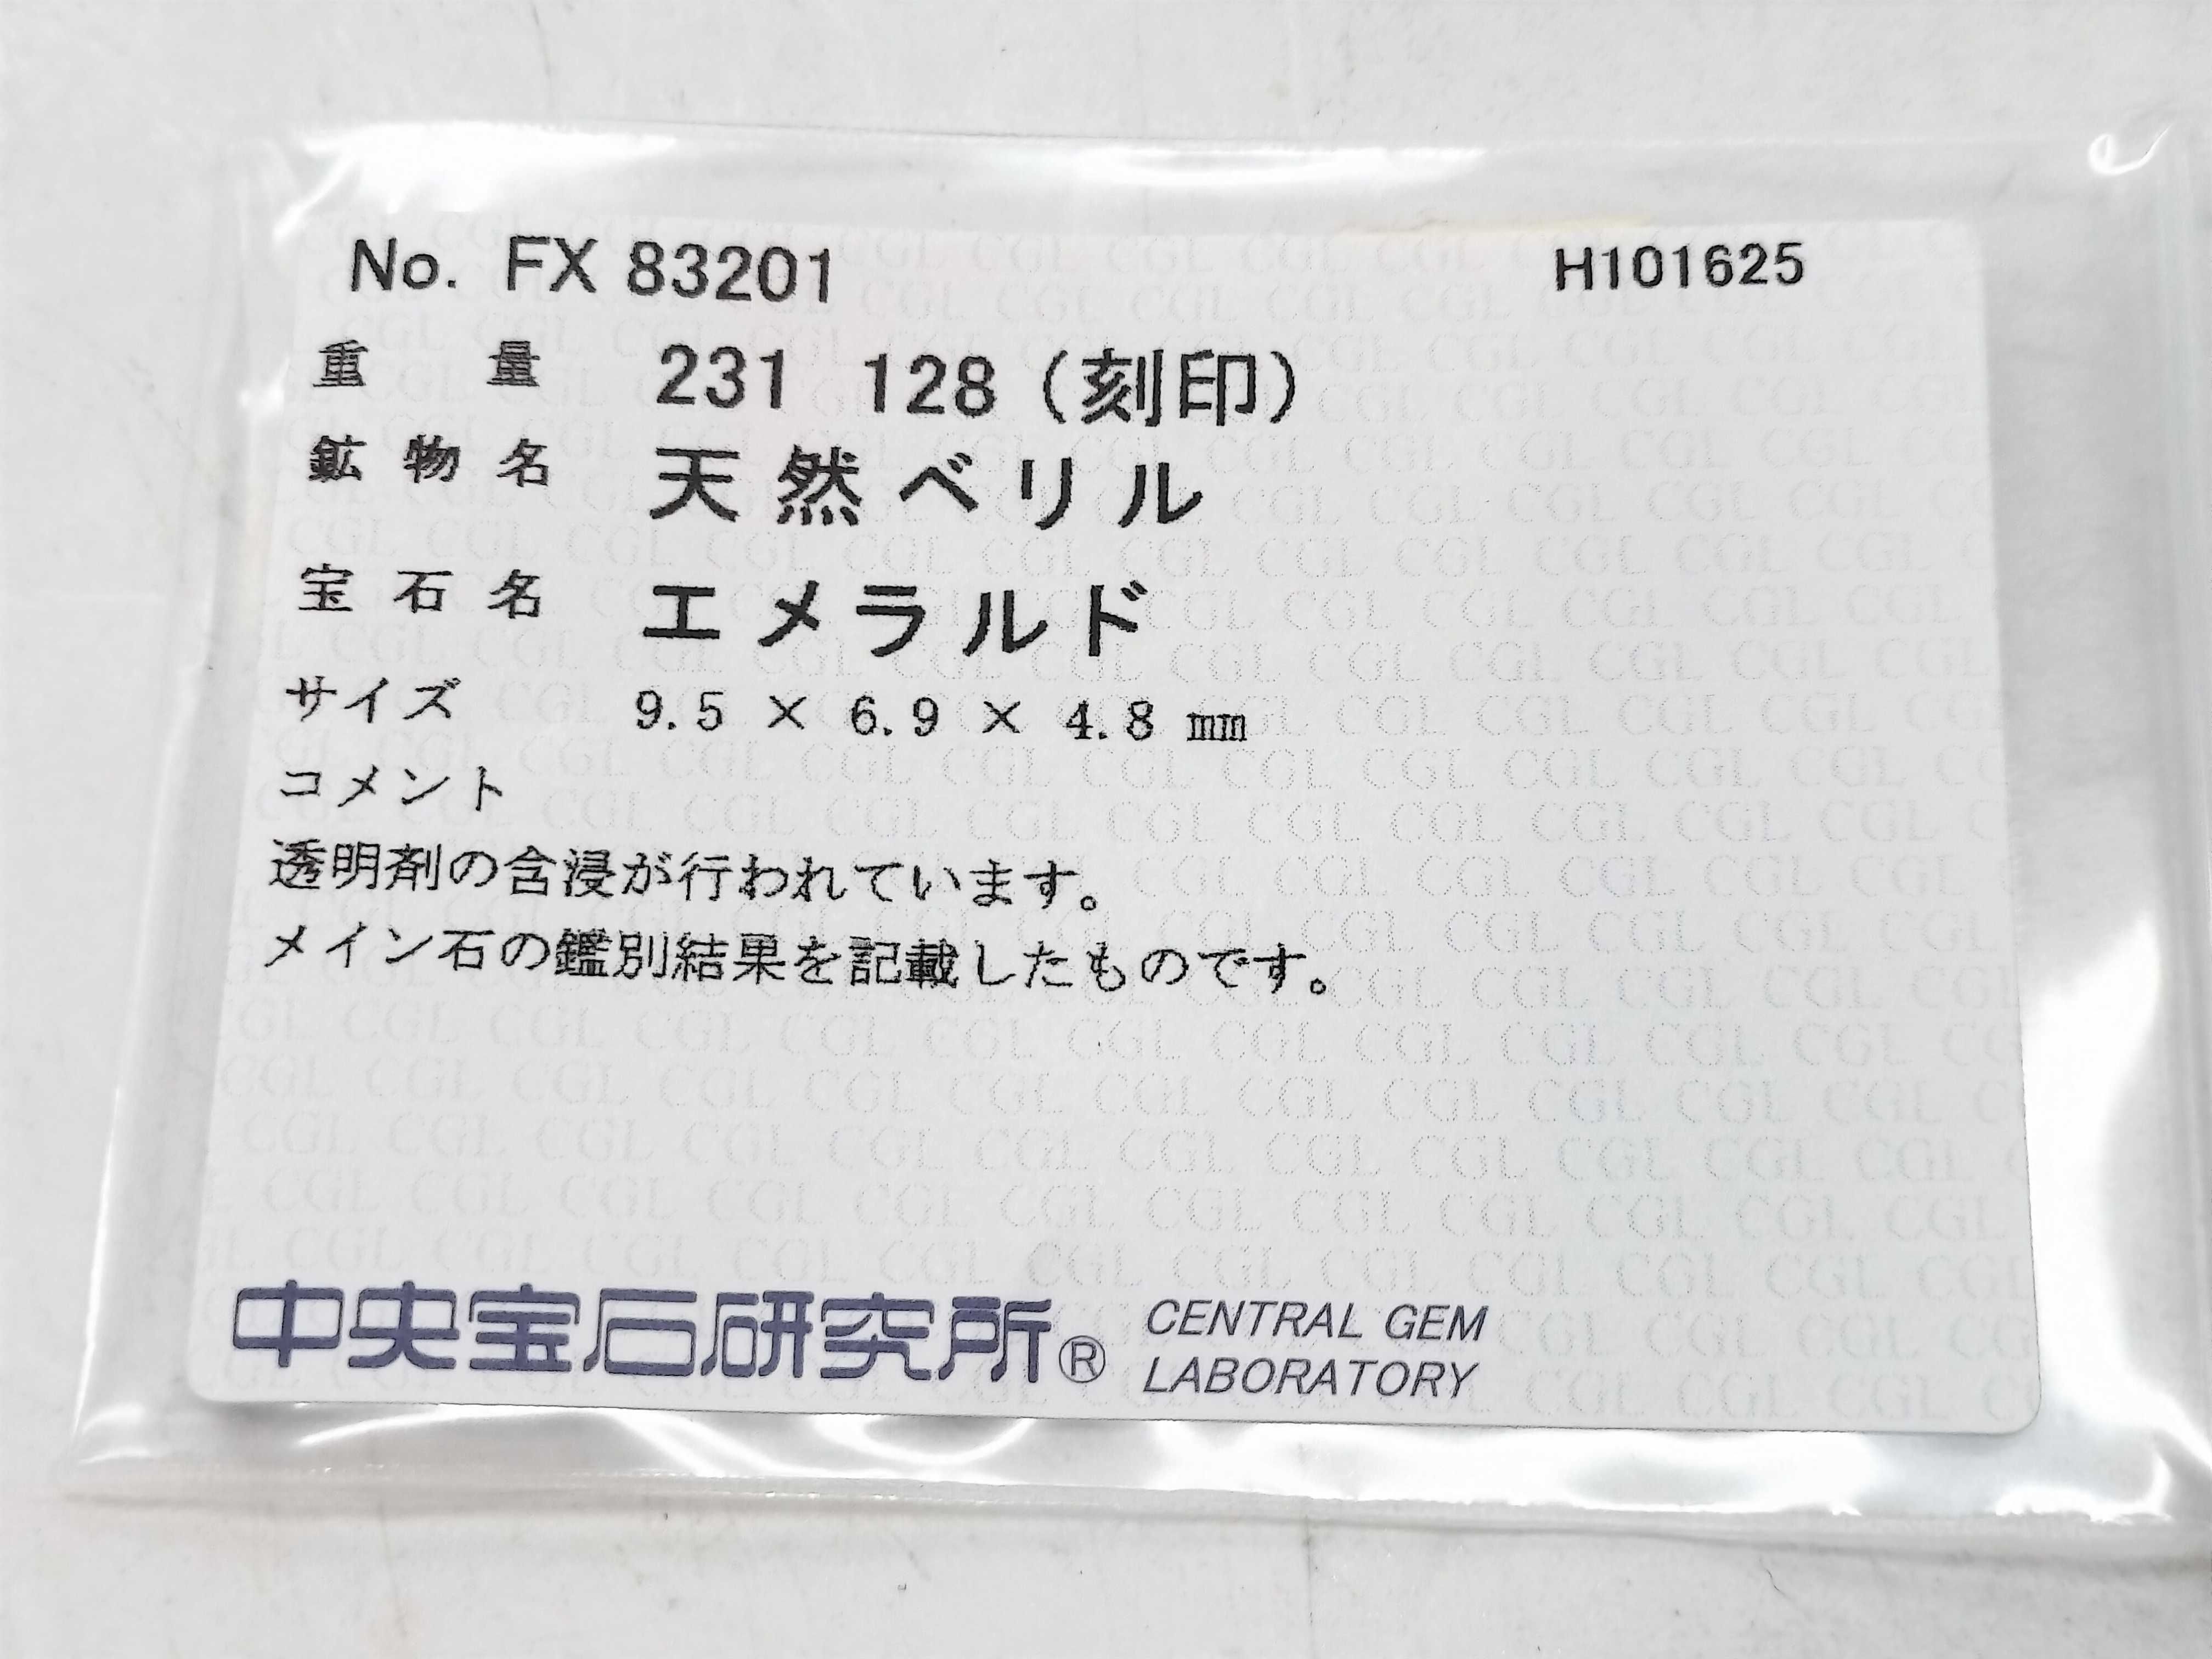 No. FX 83201 H101625
重量 231 128 (刻印)
鉱物名 天然ベリル
宝石名 エメラルド
サイズ 9.5 × 6.9 × 4.8 mm
コメント
透明剤の含浸が行われています。
メイン石の鑑別結果を記載したものです。
中央宝石研究所® CENTRAL GEM
LABORATORY